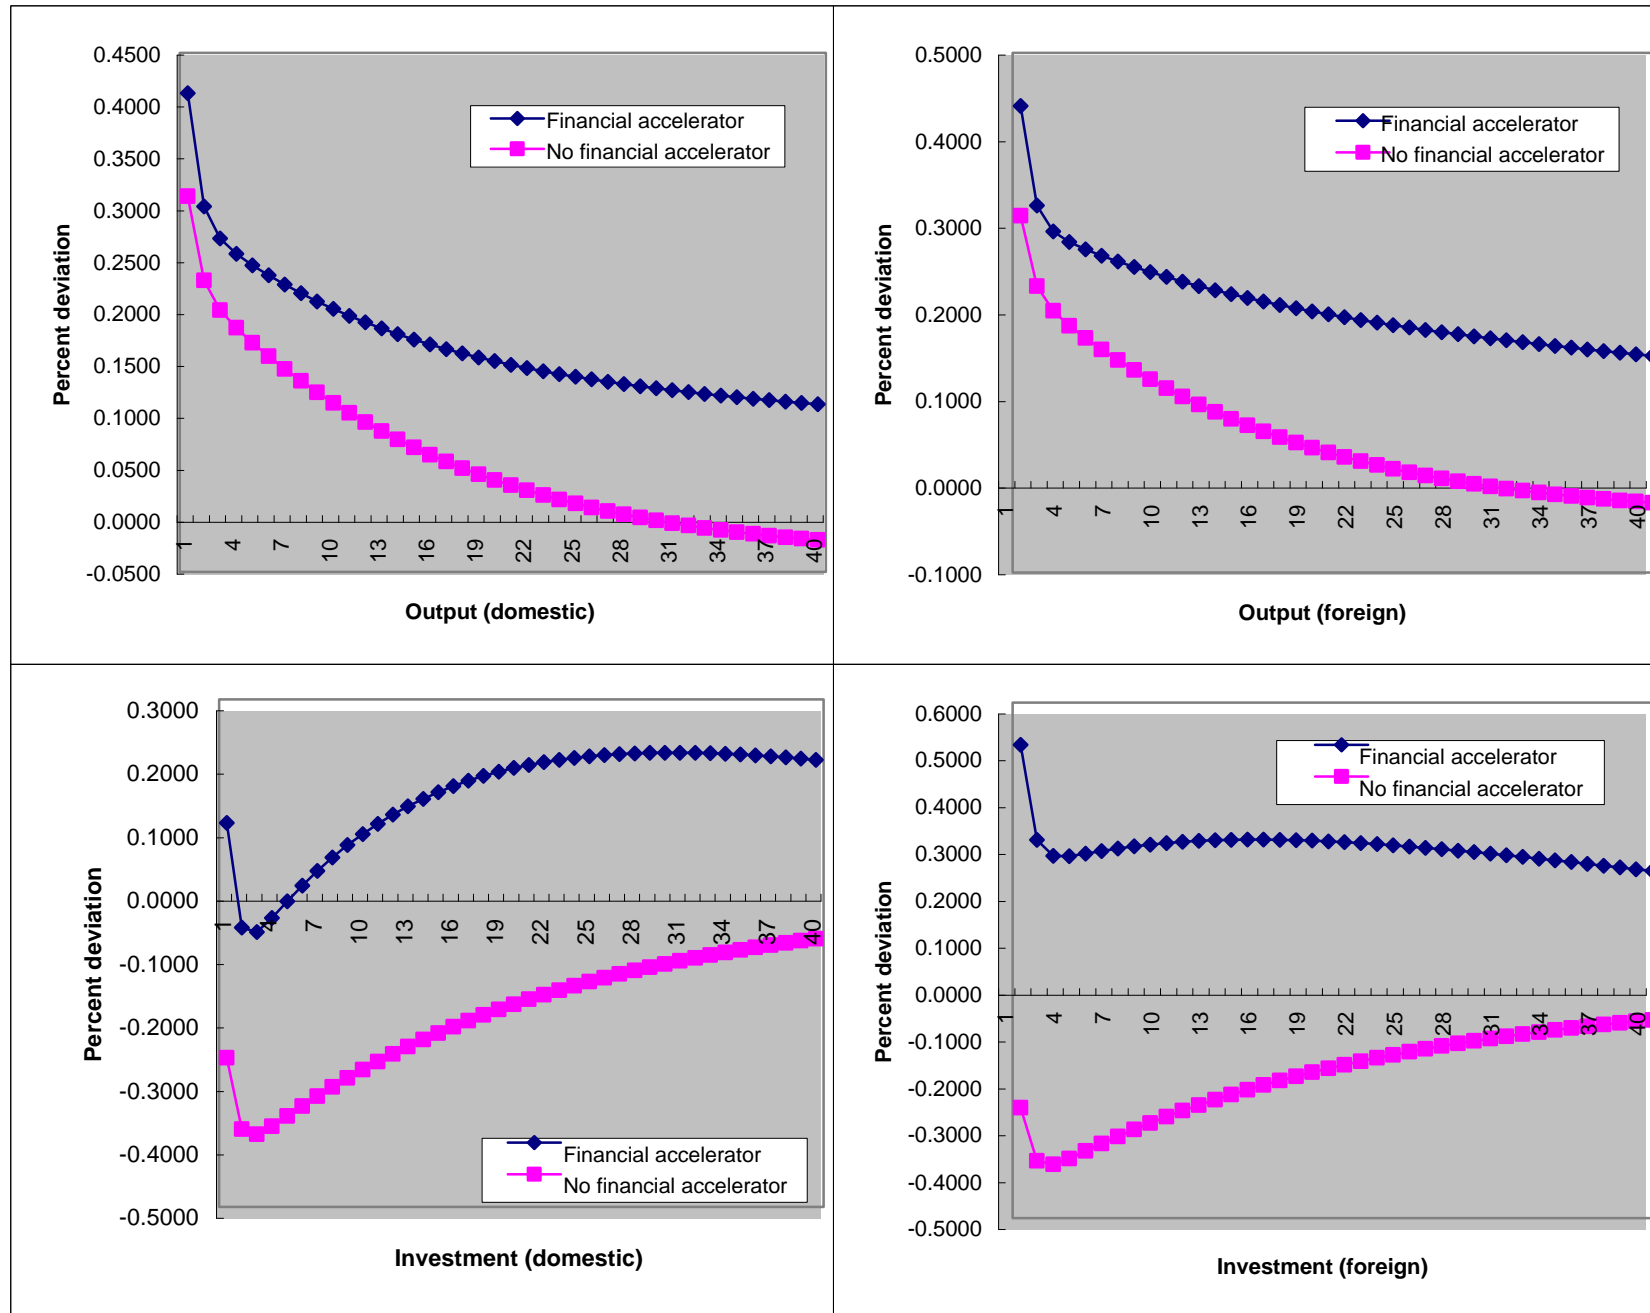 0.4500
0.4000
0.3500
0.3000
0.2500
0.2000
0.1500
0.1000
0.0500
0.0000
-0.0500
Percent deviation
Financial accelerator
No financial accelerator
1 4 7 10 13 16 19 22 25 28 31 34 37 40
Output (domestic)
0.5000
0.4000
0.3000
0.2000
0.1000
0.0000
-0.1000
Percent deviation
Financial accelerator
No financial accelerator
1 4 7 10 13 16 19 22 25 28 31 34 37 40
Output (foreign)
0.3000
0.2000
0.1000
0.0000
-0.1000
-0.2000
-0.3000
-0.4000
-0.5000
Percent deviation
1 4 7 10 13 16 19 22 25 28 31 34 37 40
Financial accelerator
No financial accelerator
Investment (domestic)
0.6000
0.5000
0.4000
0.3000
0.2000
0.1000
0.0000
-0.1000
-0.2000
-0.3000
-0.4000
-0.5000
Percent deviation
Financial accelerator
No financial accelerator
1 4 7 10 13 16 19 22 25 28 31 34 37 40
Investment (foreign)